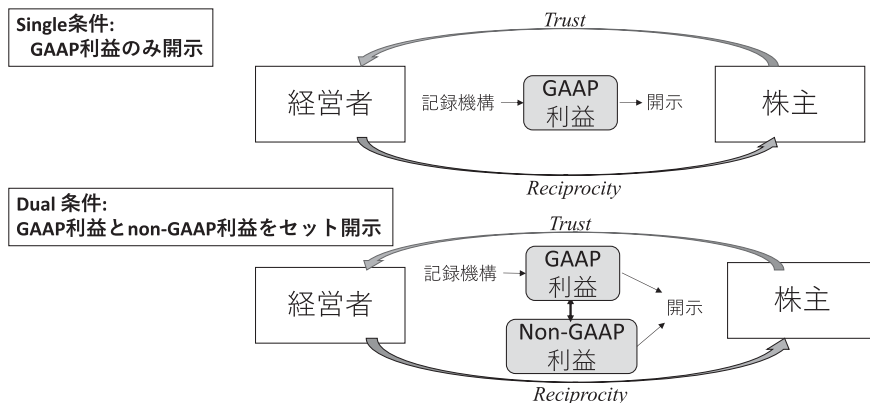 Single条件:
GAAP利益のみ開示
Trust
経営者
記録機構
GAAP
利益
開示
株主
Reciprocity
Dual 条件:
GAAP利益とnon-GAAP利益をセット開示
Trust
経営者
記録機構
GAAP
利益
開示
Non-GAAP
利益
株主
Reciprocity